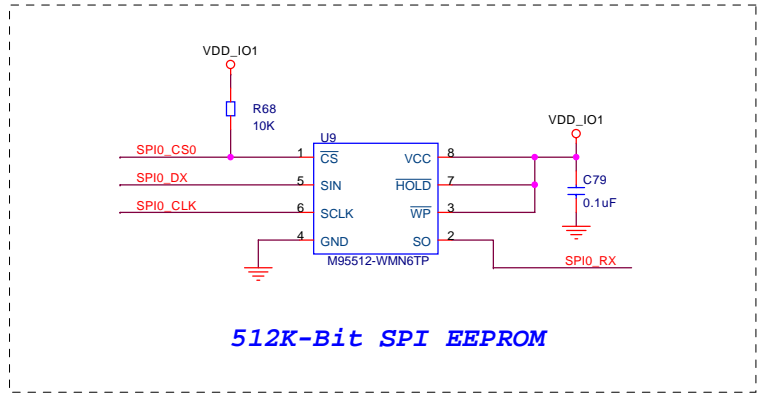 VDD_IO1
R68
10K
VDD_IO1
U9
SPI0_CS0
1
CS
VCC
8
C79
0.1uF
SPI0_DX
5
SIN
HOLD
7
SPI0_CLK
6
SCLK
WP
3
4
GND
SO
2
M95512-WMN6TP
SPI0_RX
512K-Bit SPI EEPROM